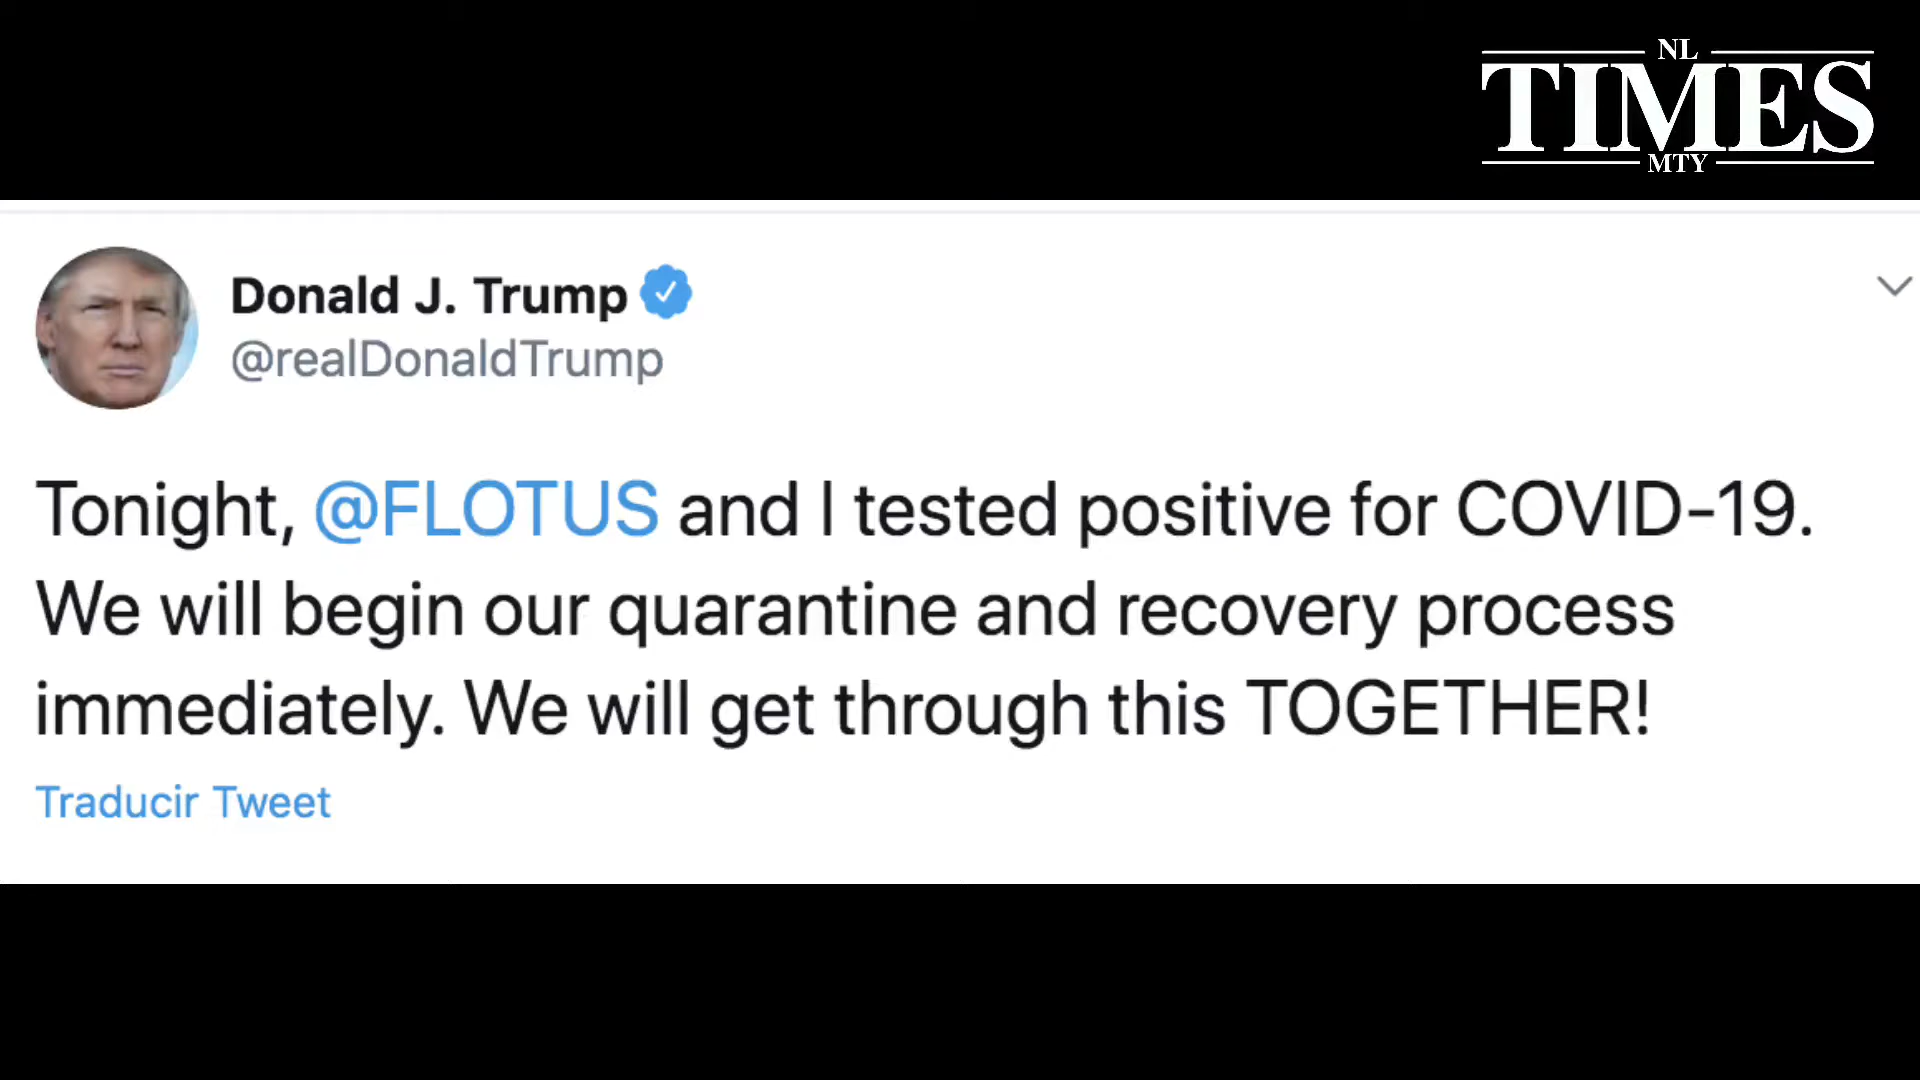 NL
TIMES
MTY
Donald J. Trump
@realDonaldTrump
Tonight, @FLOTUS and I tested positive for COVID-19.
We will begin our quarantine and recovery process
immediately. We will get through this TOGETHER!
Traducir Tweet